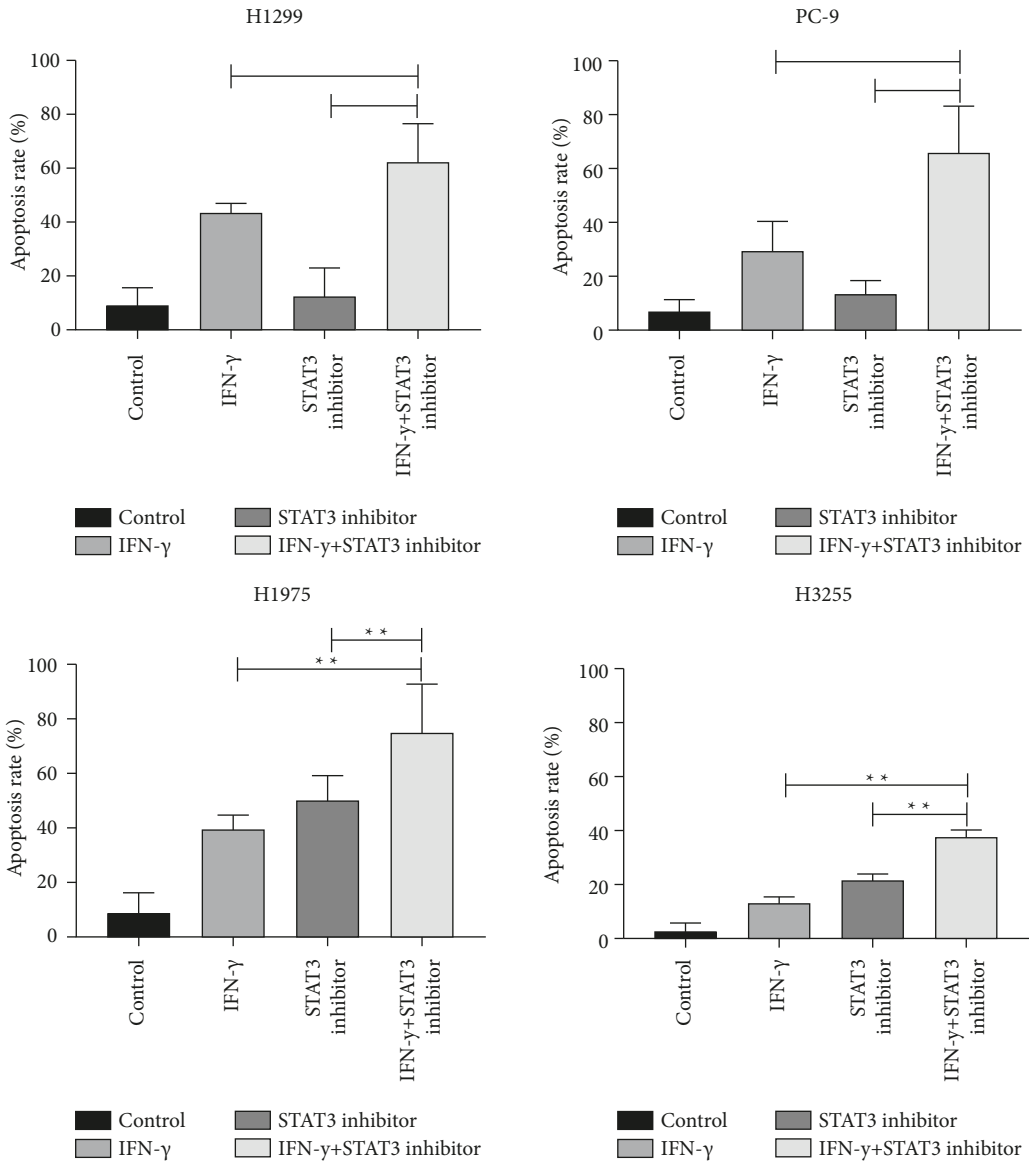 H1299
100
80
60
40
20
0
Apoptosis rate (%)
Control
IFN-γ
STAT3
inhibitor
IFN-y+STAT3
inhibitor
Control
STAT3 inhibitor
IFN-γ
IFN-y+STAT3 inhibitor
PC-9
100
80
60
40
20
0
Apoptosis rate (%)
Control
IFN-γ
STAT3
inhibitor
IFN-y+STAT3
inhibitor
Control
STAT3 inhibitor
IFN-γ
IFN-y+STAT3 inhibitor
H1975
* *
* *
100
80
60
40
20
0
Apoptosis rate (%)
Control
IFN-γ
STAT3
inhibitor
IFN-y+STAT3
inhibitor
Control
STAT3 inhibitor
IFN-γ
IFN-y+STAT3 inhibitor
H3255
100
80
60
40
20
0
Apoptosis rate (%)
* *
* *
Control
IFN-γ
STAT3
inhibitor
IFN-y+STAT3
inhibitor
Control
STAT3 inhibitor
IFN-γ
IFN-y+STAT3 inhibitor